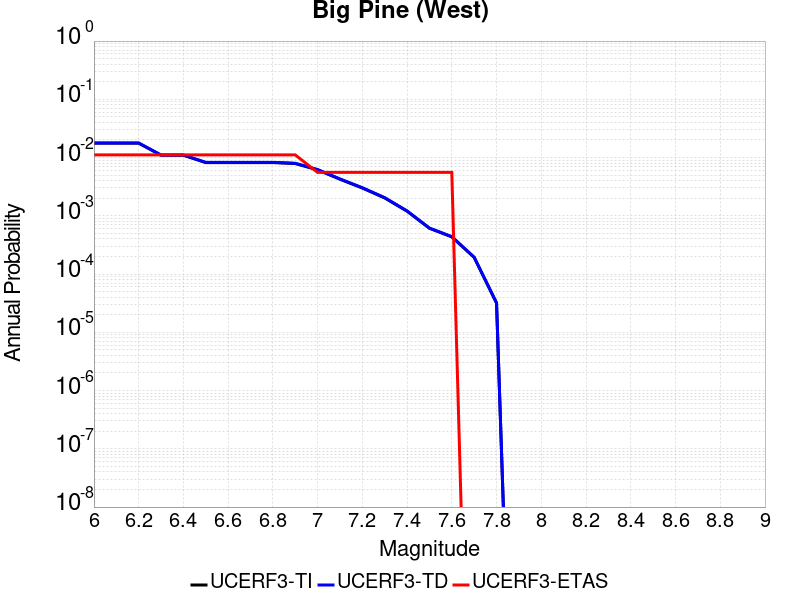 Big Pine (West)
10^0
10^-1
10^-2
10^-3
10^-4
10^-5
10^-6
10^-7
10^-8
Annual Probability
6 6.2 6.4 6.6 6.8 7 7.2 7.4 7.6 7.8 8 8.2 8.4 8.6 8.8 9
Magnitude
UCERF3-TI UCERF3-TD UCERF3-ETAS